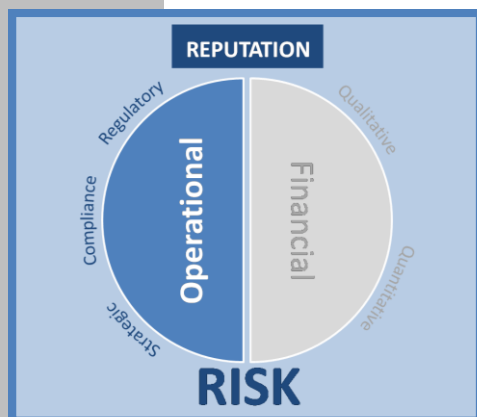 REPUTATION
Regulatory
Compliance
Strategic
Operational
Financial
Qualitative
Quantitative
RISK